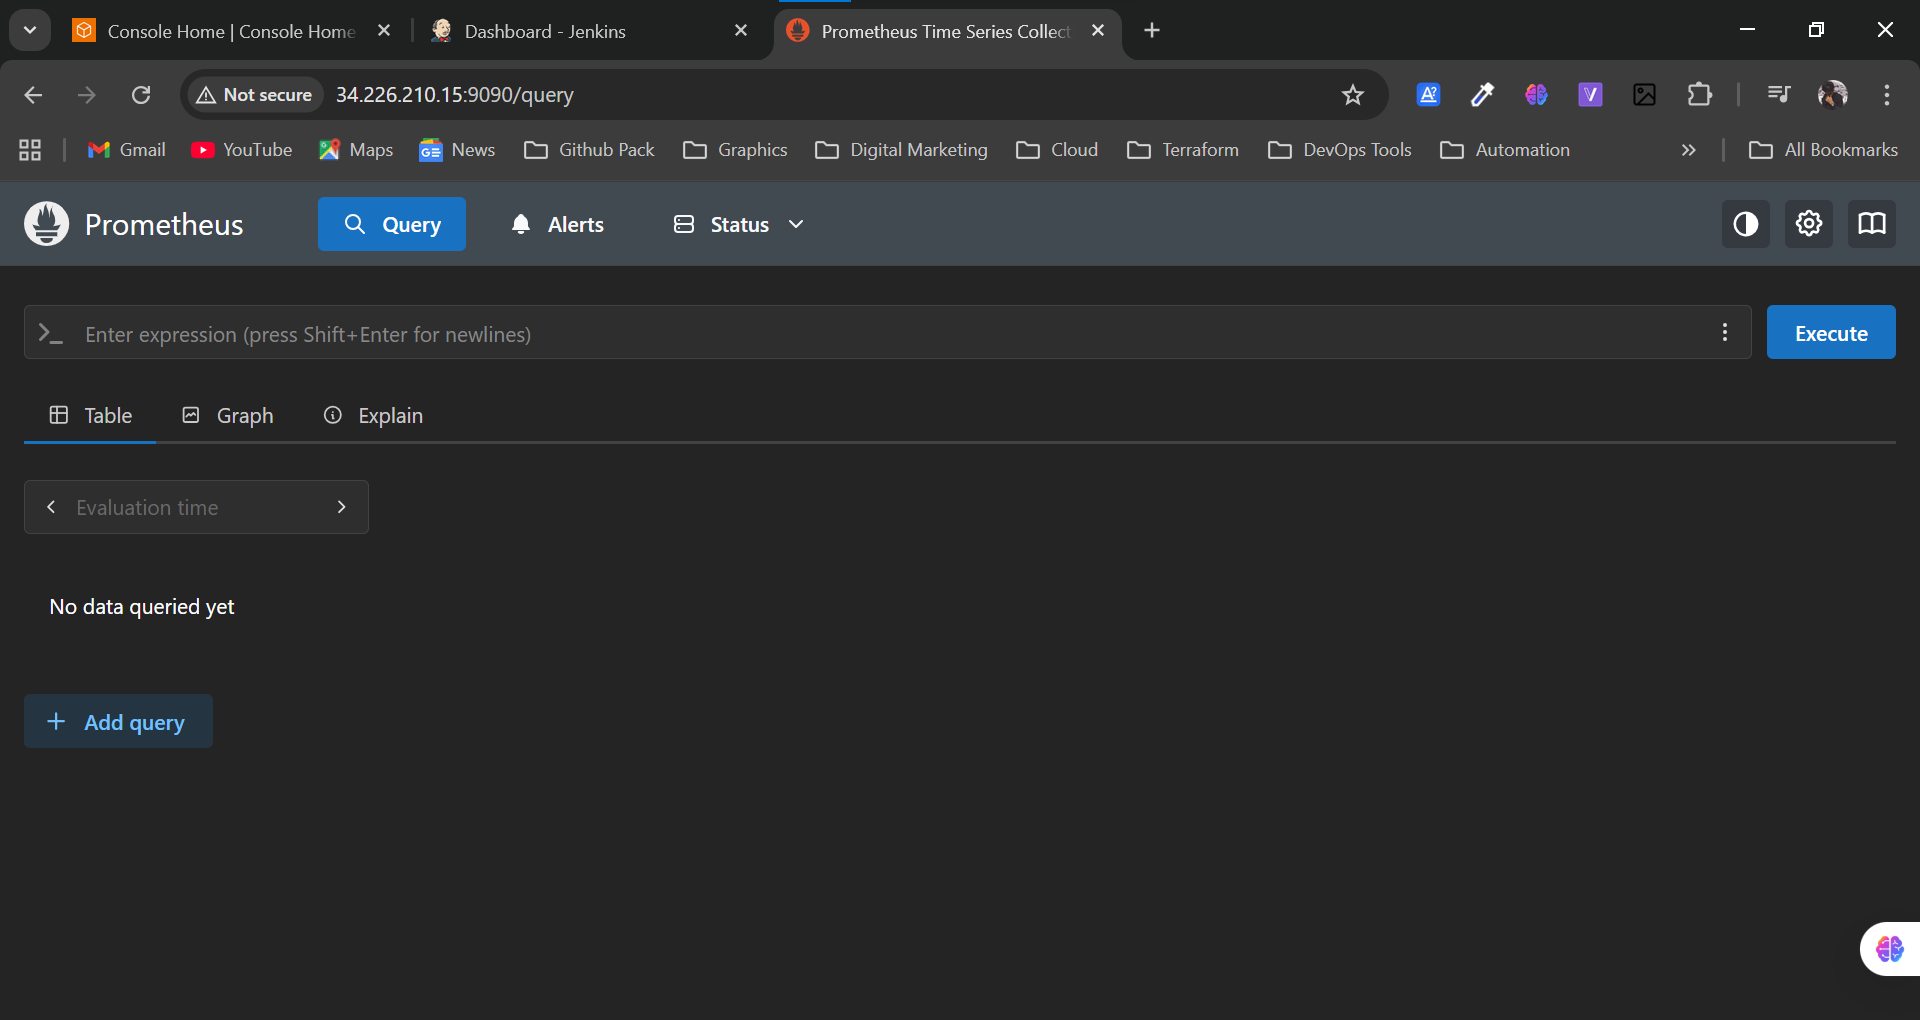 Console Home | Console Home
Dashboard - Jenkins
Prometheus Time Series Collect
Not secure
34.226.210.15:9090/query
Gmail
YouTube
Maps
News
Github Pack
Graphics
Digital Marketing
Cloud
Terraform
DevOps Tools
Automation
All Bookmarks
Prometheus
Query
Alerts
Status
Enter expression (press Shift+Enter for newlines)
Execute
Table
Graph
Explain
Evaluation time
No data queried yet
Add query